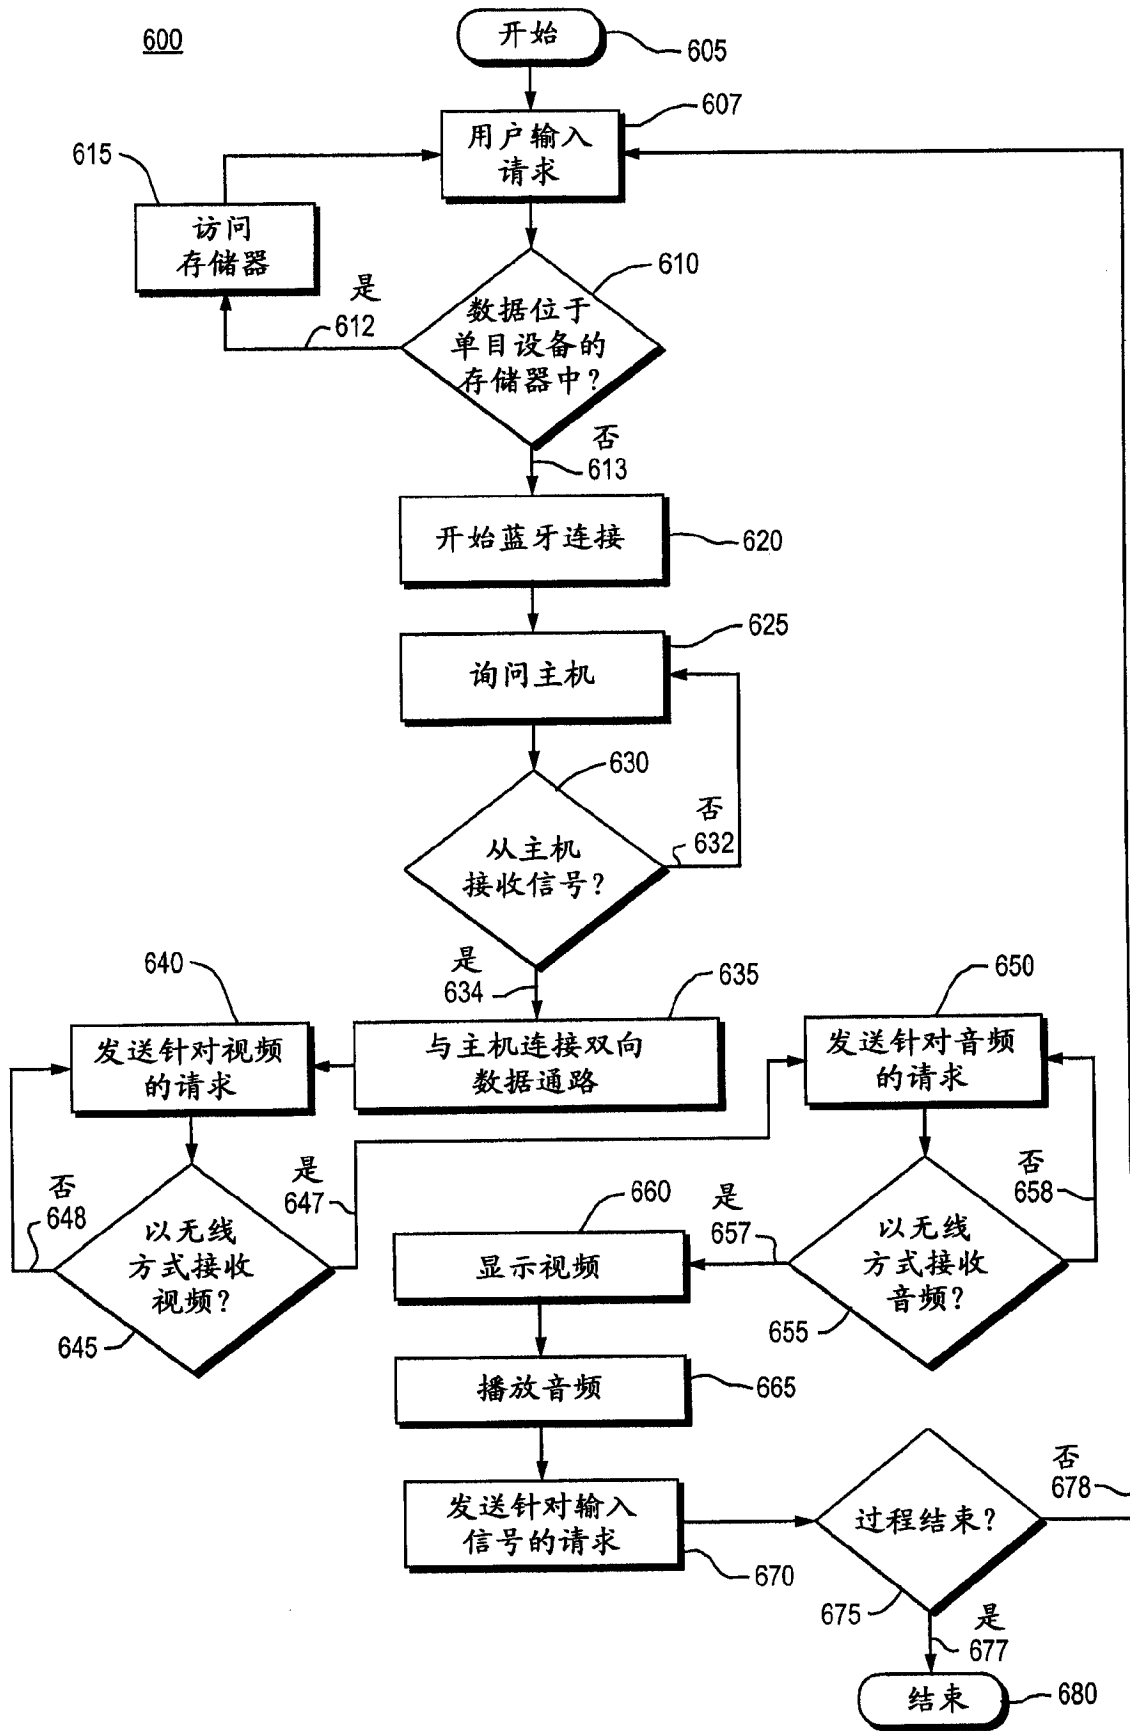 600
开始
605
607
用户输入
请求
615
访问
存储器
610
是
612
数据位于
单目设备的
存储器中?
否
613
开始蓝牙连接
620
625
询问主机
630
否
632
从主机
接收信号?
是
634
640
635
650
发送针对视频
的请求
与主机连接双向
数据通路
发送针对音频
的请求
否
648
是
647
以无线
方式接收
视频?
645
660
是
657
否
658
显示视频
以无线
方式接收
音频?
655
播放音频
665
发送针对输入
信号的请求
670
过程结束?
否
678
675
是
677
结束
680